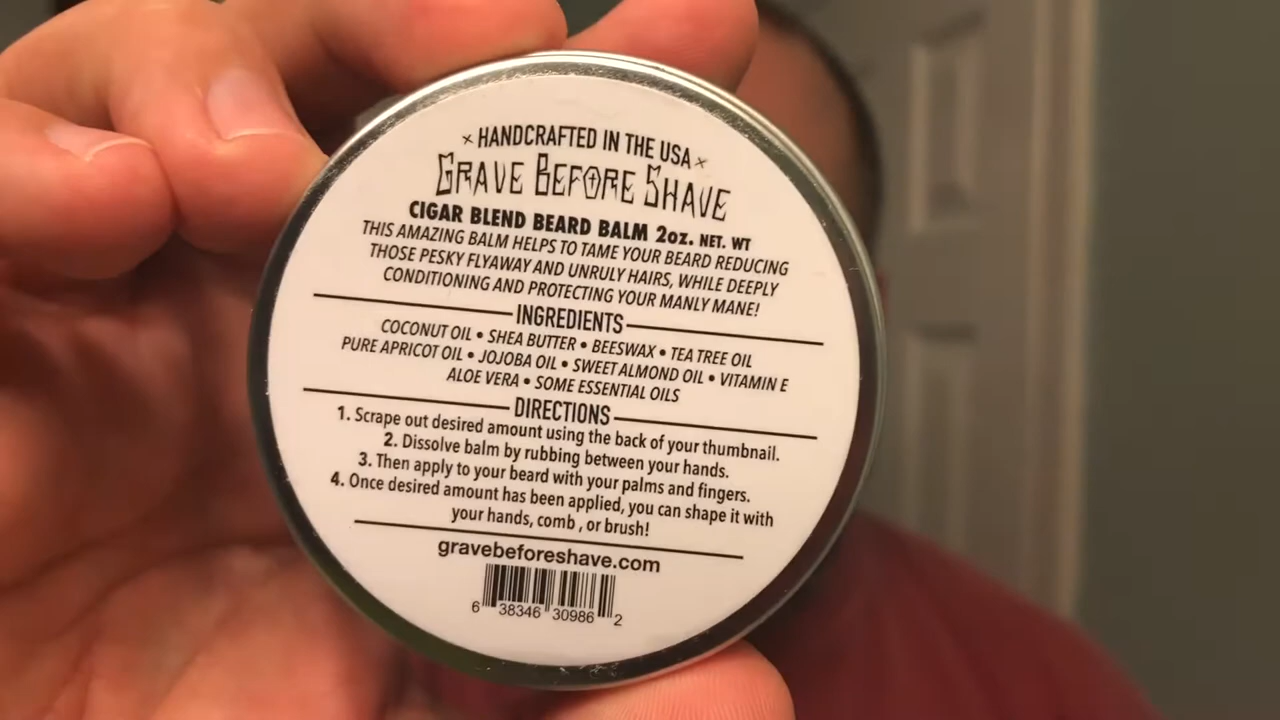 × HANDCRAFTED IN THE USA ×
GRAVE BEFORE SHAVE
CIGAR BLEND BEARD BALM 2oz. NET. WT
THIS AMAZING BALM HELPS TO TAME YOUR BEARD REDUCING
THOSE PESKY FLYAWAY AND UNRULY HAIRS, WHILE DEEPLY
CONDITIONING AND PROTECTING YOUR MANLY MANE!
INGREDIENTS
COCONUT OIL • SHEA BUTTER • BEESWAX • TEA TREE OIL
PURE APRICOT OIL • JOJOBA OIL • SWEET ALMOND OIL • VITAMIN E
ALOE VERA • SOME ESSENTIAL OILS
DIRECTIONS
1. Scrape out desired amount using the back of your thumbnail.
2. Dissolve balm by rubbing between your hands.
3. Then apply to your beard with your palms and fingers.
4. Once desired amount has been applied, you can shape it with
your hands, comb , or brush!
gravebeforeshave.com
6 38346 30986 2